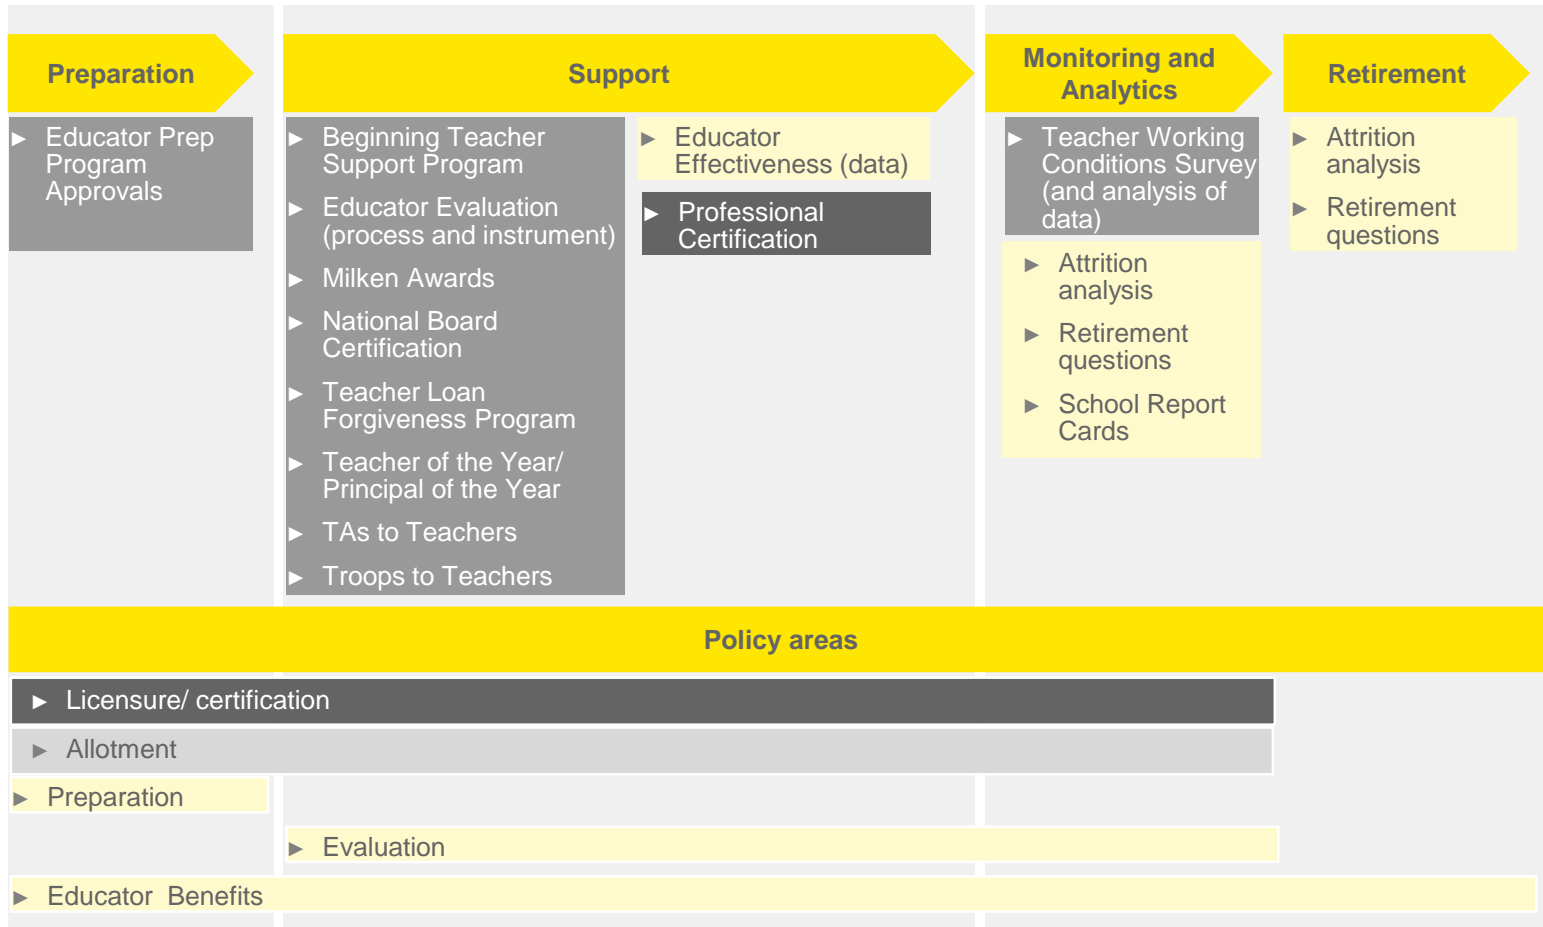 Preparation
Support
Monitoring and
Analytics
Retirement
► Educator Prep
Program
Approvals
► Beginning Teacher
Support Program
► Educator Evaluation
(process and instrument)
► Milken Awards
► National Board
Certification
► Teacher Loan
Forgiveness Program
► Teacher of the Year/
Principal of the Year
► TAs to Teachers
► Troops to Teachers
► Educator
Effectiveness (data)
► Professional
Certification
► Teacher Working
Conditions Survey
(and analysis of
data)
► Attrition
analysis
► Retirement
questions
► School Report
Cards
► Attrition
analysis
► Retirement
questions
Policy areas
► Licensure/ certification
► Allotment
► Preparation
► Evaluation
► Educator Benefits